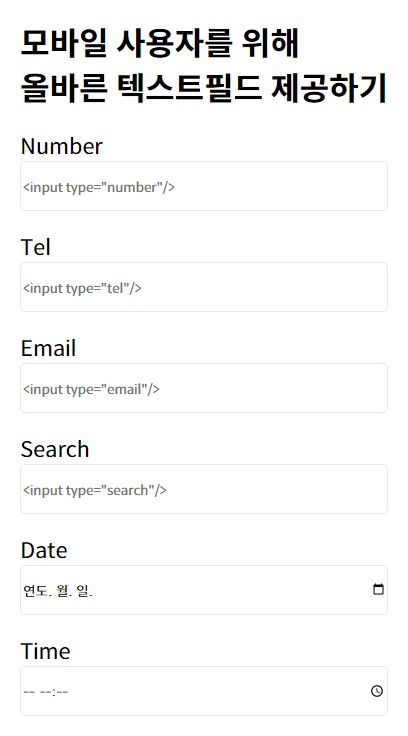 모바일 사용자를 위해
올바른 텍스트필드 제공하기
Number
<input type="number"/>
Tel
<input type="tel"/>
Email
<input type="email"/>
Search
<input type="search"/>
Date
연도. 월. 일.
Time
-- --:--